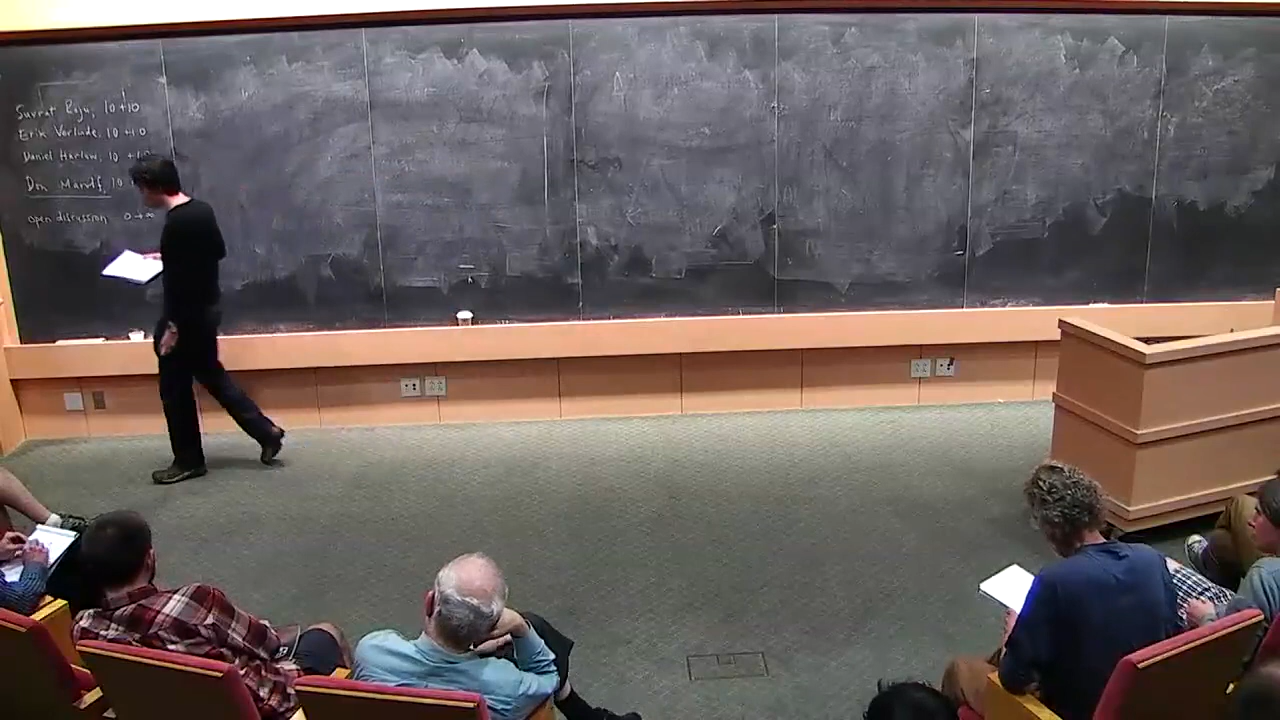 Suvrat Raju, 10+10
Erik Verlinde, 10+10
Daniel Harlow, 10 +10
Don Marolf, 10
open discussion 0→∞